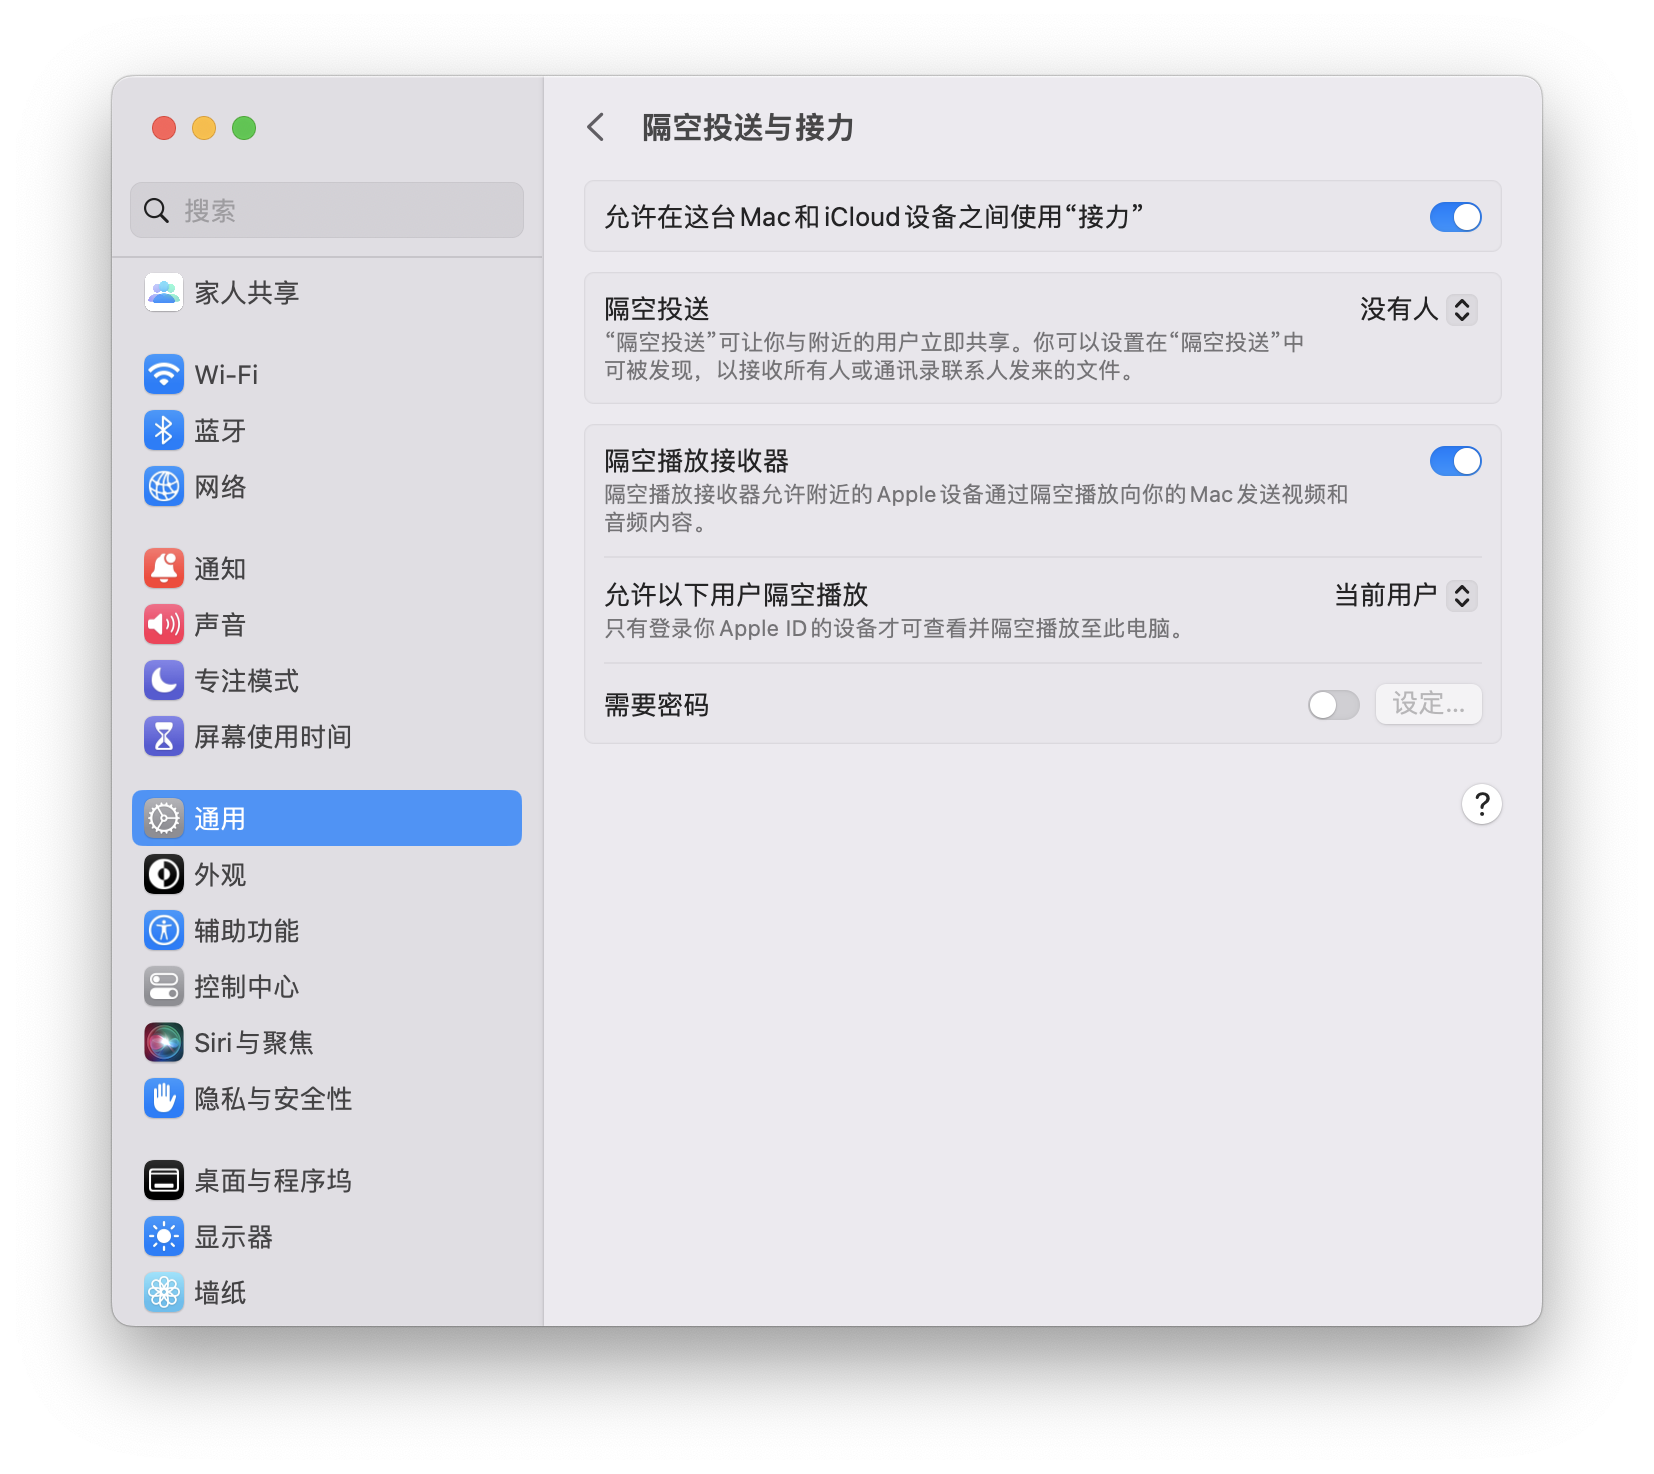 搜索
家人共享
Wi-Fi
蓝牙
网络
通知
声音
专注模式
屏幕使用时间
通用
外观
辅助功能
控制中心
Siri与聚焦
隐私与安全性
桌面与程序坞
显示器
墙纸
隔空投送与接力
允许在这台Mac和iCloud设备之间使用“接力”
隔空投送
没有人
“隔空投送”可让你与附近的用户立即共享。你可以设置在“隔空投送”中
可被发现，以接收所有人或通讯录联系人发来的文件。
隔空播放接收器
隔空播放接收器允许附近的Apple设备通过隔空播放向你的Mac发送视频和
音频内容。
允许以下用户隔空播放
当前用户
只有登录你Apple ID的设备才可查看并隔空播放至此电脑。
需要密码
设定...
?